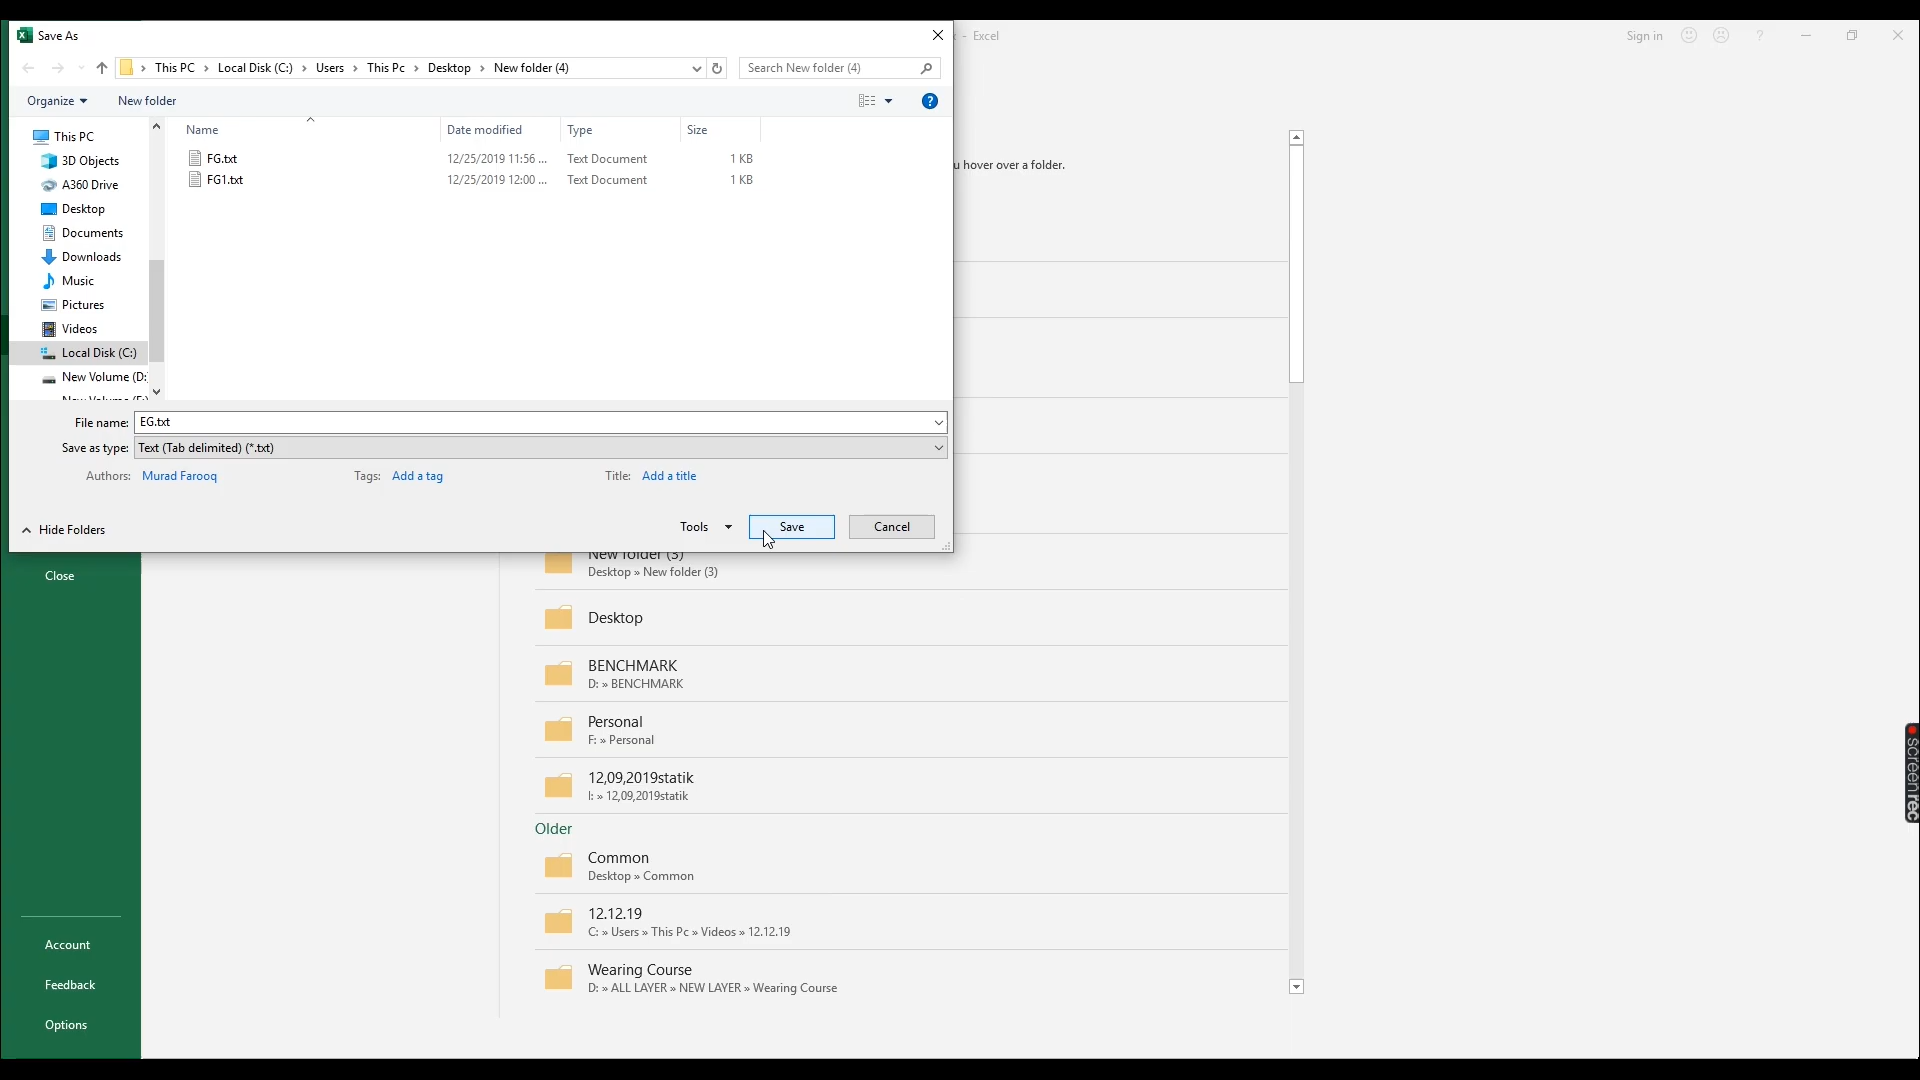 Save As
- Excel
Sign in
This PC > Local Disk (C:) > Users > This Pc > Desktop > New folder (4)
Search New folder (4)
Organize
New folder
Name
Date modified
Type
Size
This PC
3D Objects
A360 Drive
Desktop
Documents
Downloads
Music
Pictures
Videos
Local Disk (C:)
New Volume (D:
FG.txt 12/25/2019 11:56 ... Text Document 1 KB
FG1.txt 12/25/2019 12:00 ... Text Document 1 KB
u hover over a folder.
File name: EG.txt
Save as type: Text (Tab delimited) (*.txt)
Authors: Murad Farooq
Tags: Add a tag
Title: Add a title
Hide Folders
Tools
Save
Cancel
Close
New folder (3)
Desktop » New folder (3)
Desktop
BENCHMARK
D: » BENCHMARK
Personal
F: » Personal
12,09,2019statik
I: » 12,09,2019statik
Older
Common
Desktop » Common
12.12.19
C: » Users » This Pc » Videos » 12.12.19
Wearing Course
D: » ALL LAYER » NEW LAYER » Wearing Course
Account
Feedback
Options
screenrec